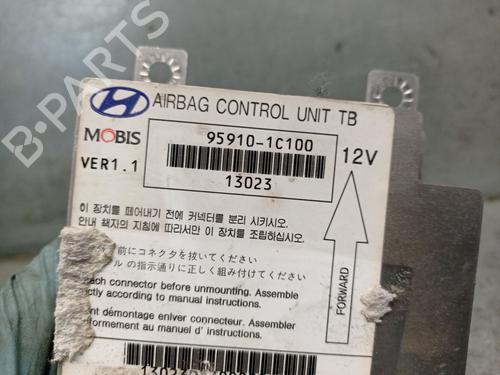 B-PARTS
AIRBAG CONTROL UNIT TB
MOBIS
95910-1C100
12V
VER1.1
13023
이 장치를 떼어내기 전에 커넥터를 분리 시키시오.
안내 책자의 지침에 따라서만 이 장치를 조립하십시오.
前にコネクタを抜いてください
ルの指示通りに正しく組み付けてください
each connector before unmounting. Assemble
ctly according to manual instructions.
nt démontage enlver connecteur. Assembler
formement au manuel d' instructions.
FORWARD